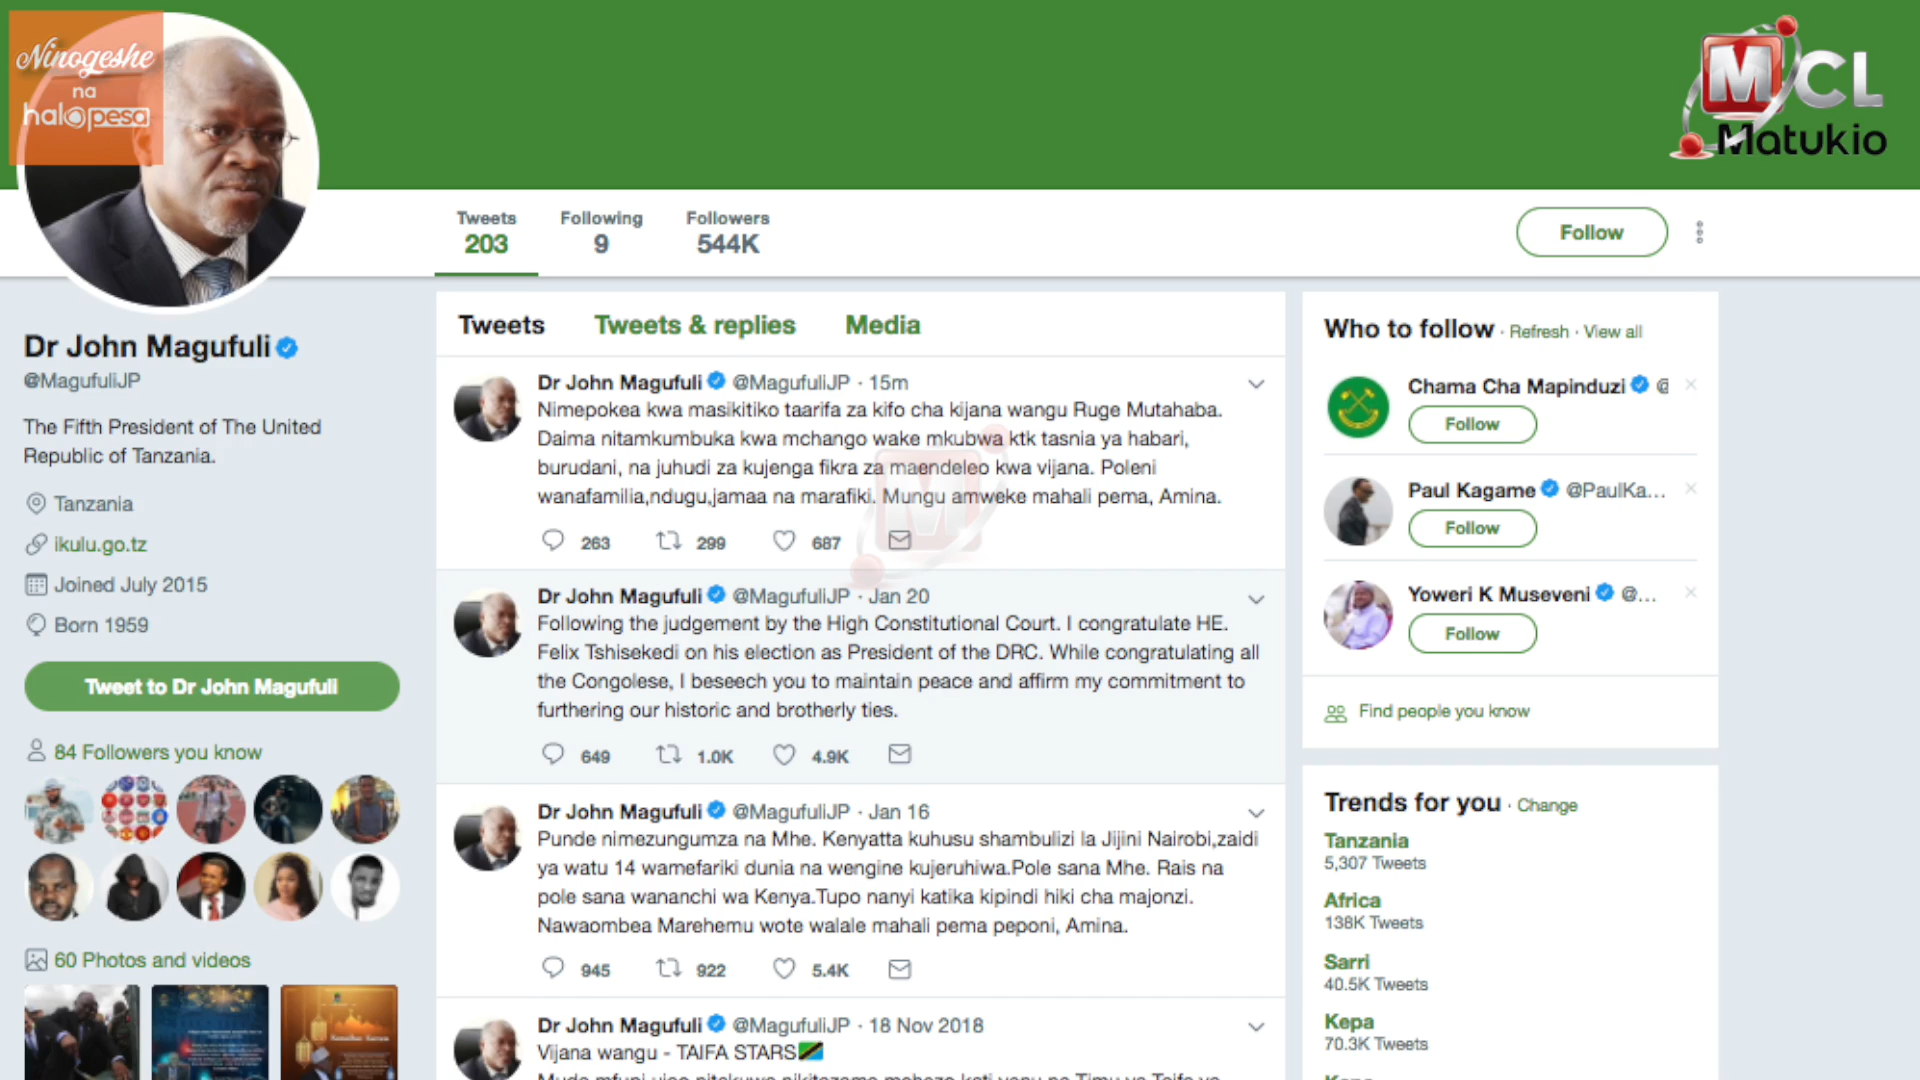 Ninogeshe
na
halopesa
MCL
Matukio
Tweets
203
Following
9
Followers
544K
Follow
Dr John Magufuli
@MagufuliJP
The Fifth President of The United
Republic of Tanzania.
Tanzania
ikulu.go.tz
Joined July 2015
Born 1959
Tweet to Dr John Magufuli
84 Followers you know
60 Photos and videos
Tweets Tweets & replies Media
Dr John Magufuli @MagufuliJP · 15m
Nimepokea kwa masikitiko taarifa za kifo cha kijana wangu Ruge Mutahaba.
Daima nitamkumbuka kwa mchango wake mkubwa ktk tasnia ya habari,
burudani, na juhudi za kujenga fikra za maendeleo kwa vijana. Poleni
wanafamilia,ndugu,jamaa na marafiki. Mungu amweke mahali pema, Amina.
263 299 687
Dr John Magufuli @MagufuliJP · Jan 20
Following the judgement by the High Constitutional Court. I congratulate HE.
Felix Tshisekedi on his election as President of the DRC. While congratulating all
the Congolese, I beseech you to maintain peace and affirm my commitment to
furthering our historic and brotherly ties.
649 1.0K 4.9K
Dr John Magufuli @MagufuliJP · Jan 16
Punde nimezungumza na Mhe. Kenyatta kuhusu shambulizi la Jijini Nairobi,zaidi
ya watu 14 wamefariki dunia na wengine kujeruhiwa.Pole sana Mhe. Rais na
pole sana wananchi wa Kenya.Tupo nanyi katika kipindi hiki cha majonzi.
Nawaombea Marehemu wote walale mahali pema peponi, Amina.
945 922 5.4K
Dr John Magufuli @MagufuliJP · 18 Nov 2018
Vijana wangu - TAIFA STARS
Who to follow · Refresh · View all
Chama Cha Mapinduzi @
Follow
Paul Kagame @PaulKa...
Follow
Yoweri K Museveni @...
Follow
Find people you know
Trends for you · Change
Tanzania
5,307 Tweets
Africa
138K Tweets
Sarri
40.5K Tweets
Kepa
70.3K Tweets